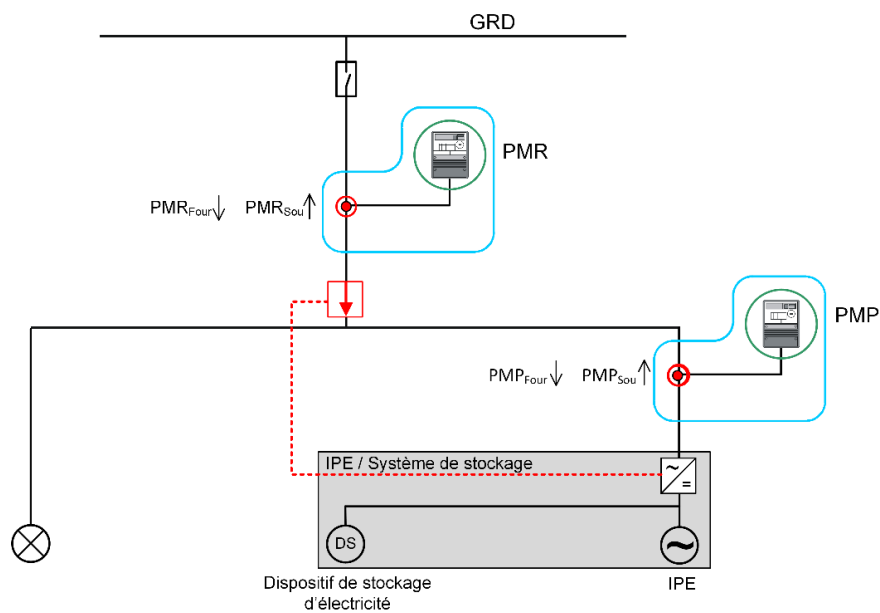 GRD
PMR
PMRFour↓ PMRSou↑
PMP
PMPFour↓ PMPSou↑
IPE / Système de stockage
DS
Dispositif de stockage
d'électricité
IPE